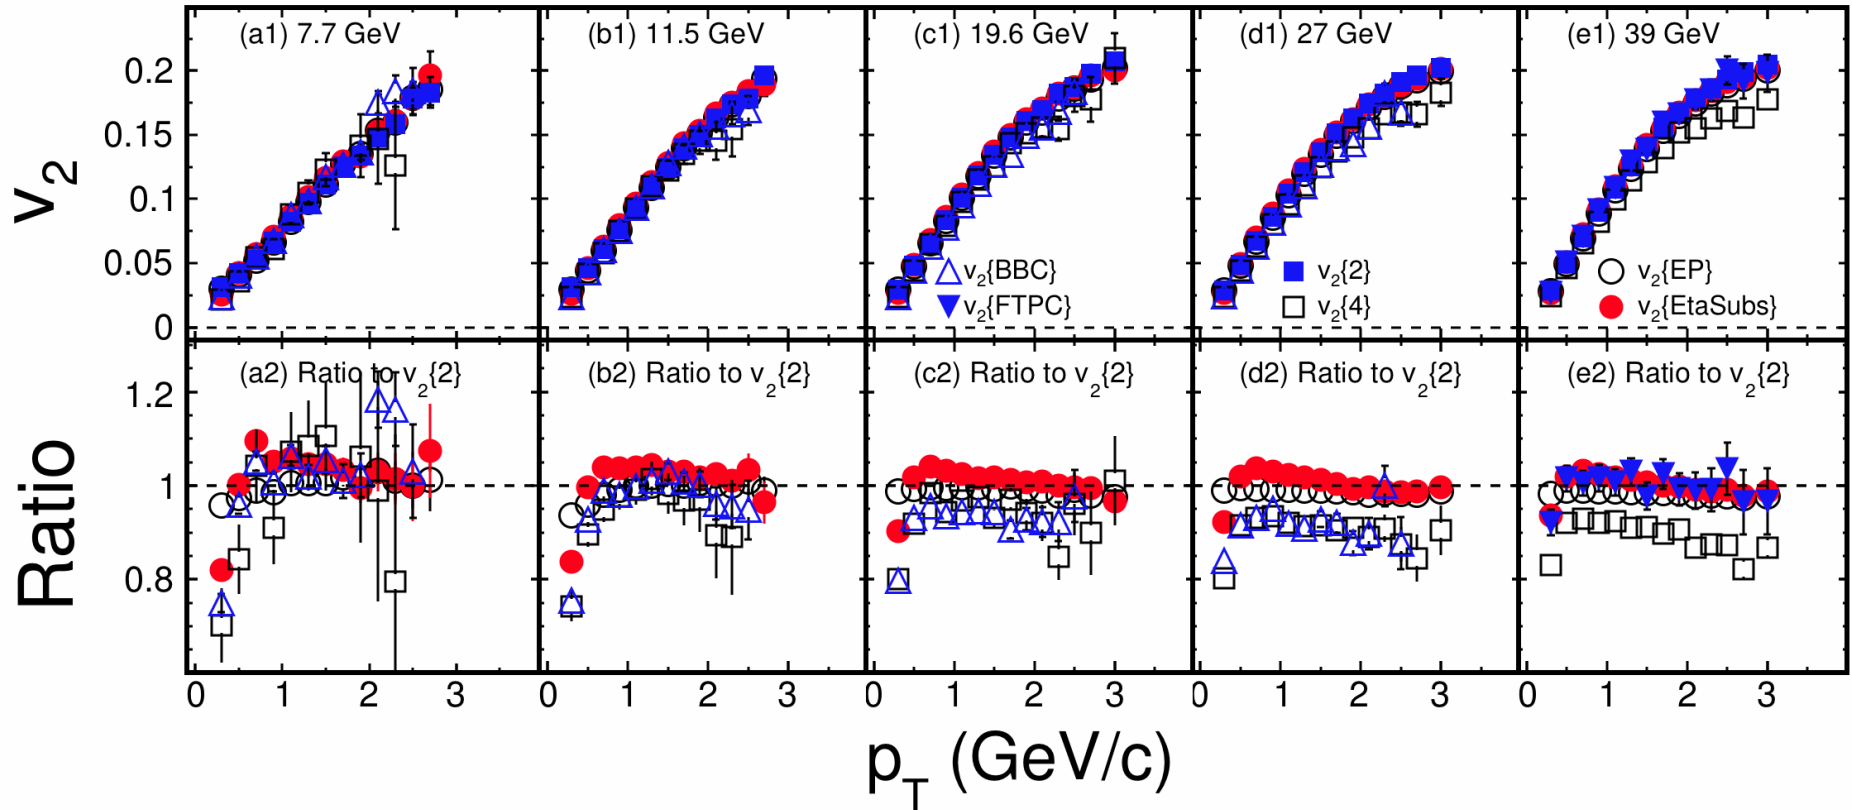 (a1) 7.7 GeV
(b1) 11.5 GeV
(c1) 19.6 GeV
(d1) 27 GeV
(e1) 39 GeV
v₂
0.2
0.15
0.1
0.05
0
v₂{BBC}
v₂{FTPC}
v₂{2}
v₂{4}
v₂{EP}
v₂{EtaSubs}
(a2) Ratio to v₂{2}
(b2) Ratio to v₂{2}
(c2) Ratio to v₂{2}
(d2) Ratio to v₂{2}
(e2) Ratio to v₂{2}
Ratio
1.2
1
0.8
0 1 2 3
0 1 2 3
0 1 2 3
0 1 2 3
0 1 2 3
p_T (GeV/c)